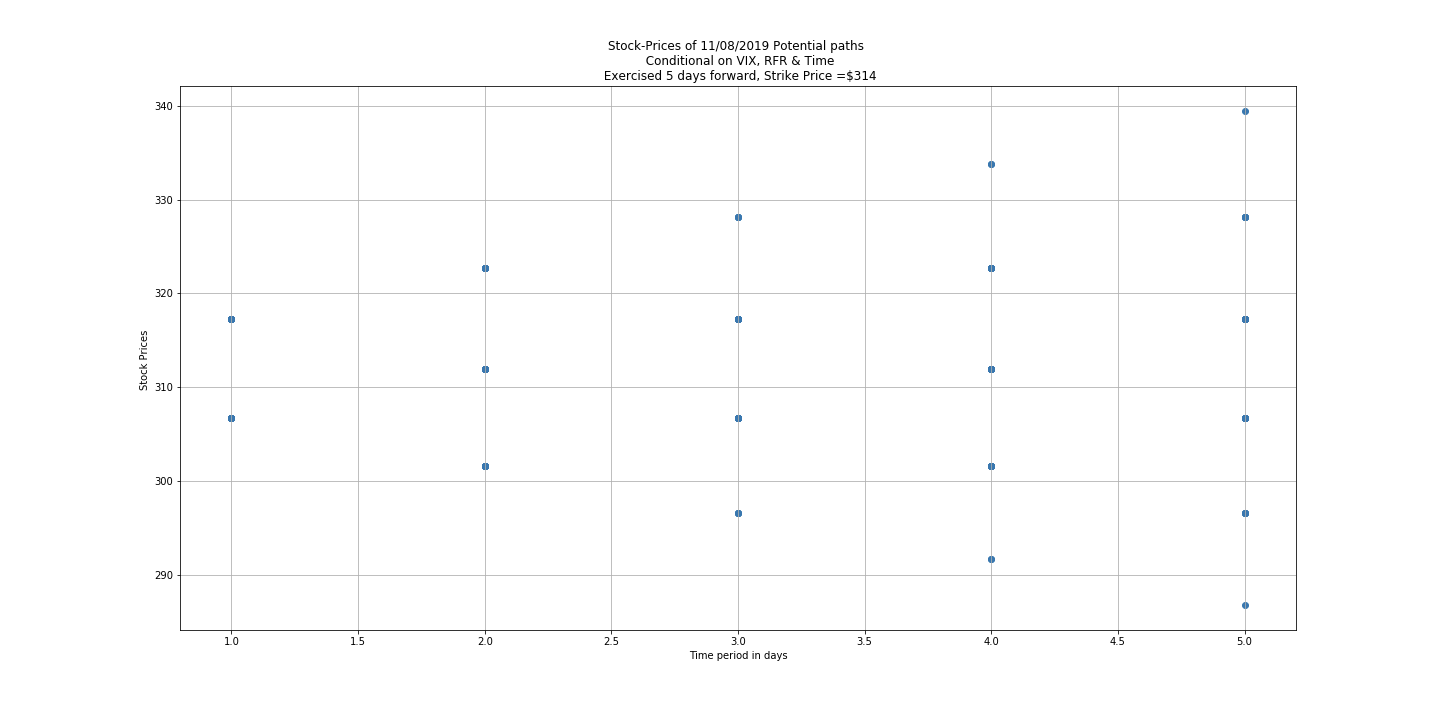 Stock-Prices of 11/08/2019 Potential paths
Conditional on VIX, RFR & Time
Exercised 5 days forward, Strike Price =$314
340
330
320
310
300
290
Stock Prices
1.0 1.5 2.0 2.5 3.0 3.5 4.0 4.5 5.0
Time period in days